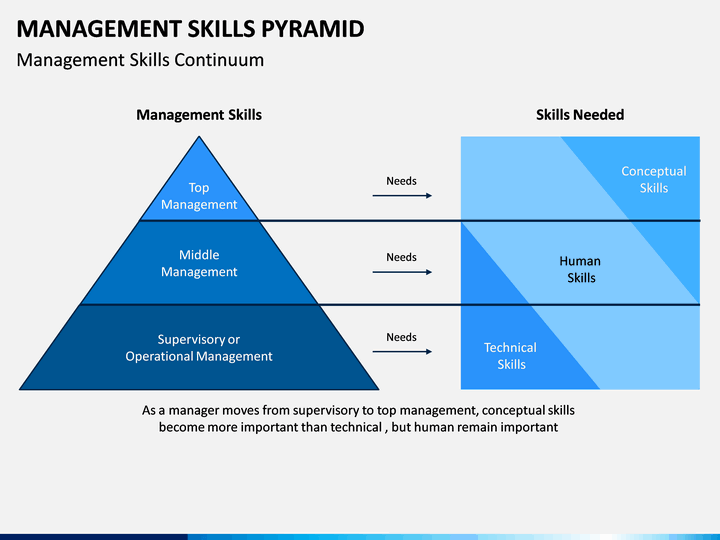 MANAGEMENT SKILLS PYRAMID
Management Skills Continuum
Management Skills
Skills Needed
Top
Management
Needs
Conceptual
Skills
Middle
Management
Needs
Human
Skills
Supervisory or
Operational Management
Needs
Technical
Skills
As a manager moves from supervisory to top management, conceptual skills
become more important than technical , but human remain important